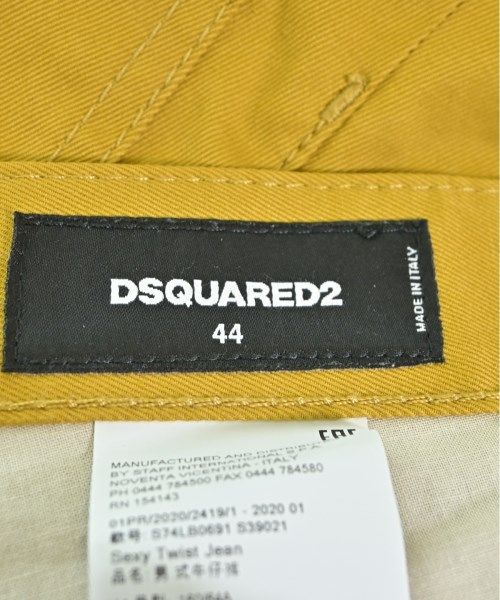 DSQUARED2
44
MADE IN ITALY
MANUFACTURED AND DISTRIBUTED
BY STAFF INTERNATIONAL S.P.A.
NOVENTA VICENTINA - ITALY
PH 0444 784500 FAX 0444 784580
RN 154143
01PR/2020/2419/1 - 2020 01
款号: S74LB0691 S39021
Sexy Twist Jean
品名: 男式牛仔裤